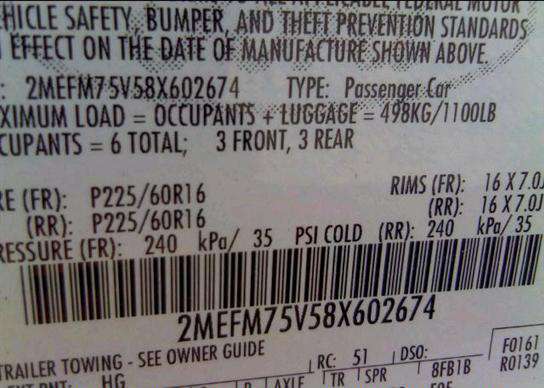 HICLE SAFETY, BUMPER, AND THEFT PREVENTION STANDARDS
EFFECT ON THE DATE OF MANUFACTURE SHOWN ABOVE.
: 2MEFM75V58X602674 TYPE: Passenger Car
XIMUM LOAD = OCCUPANTS + LUGGAGE = 498KG/1100LB
CUPANTS = 6 TOTAL; 3 FRONT, 3 REAR
RE (FR): P225/60R16 RIMS (FR): 16 X 7.0J
(RR): P225/60R16 (RR): 16 X 7.0J
RESSURE (FR): 240 kPa/ 35 PSI COLD (RR): 240 kPa/ 35
2MEFM75V58X602674
TRAILER TOWING - SEE OWNER GUIDE RC: 51 DSO: F0161
HG AXLE TR SPR 8FB1B R0139